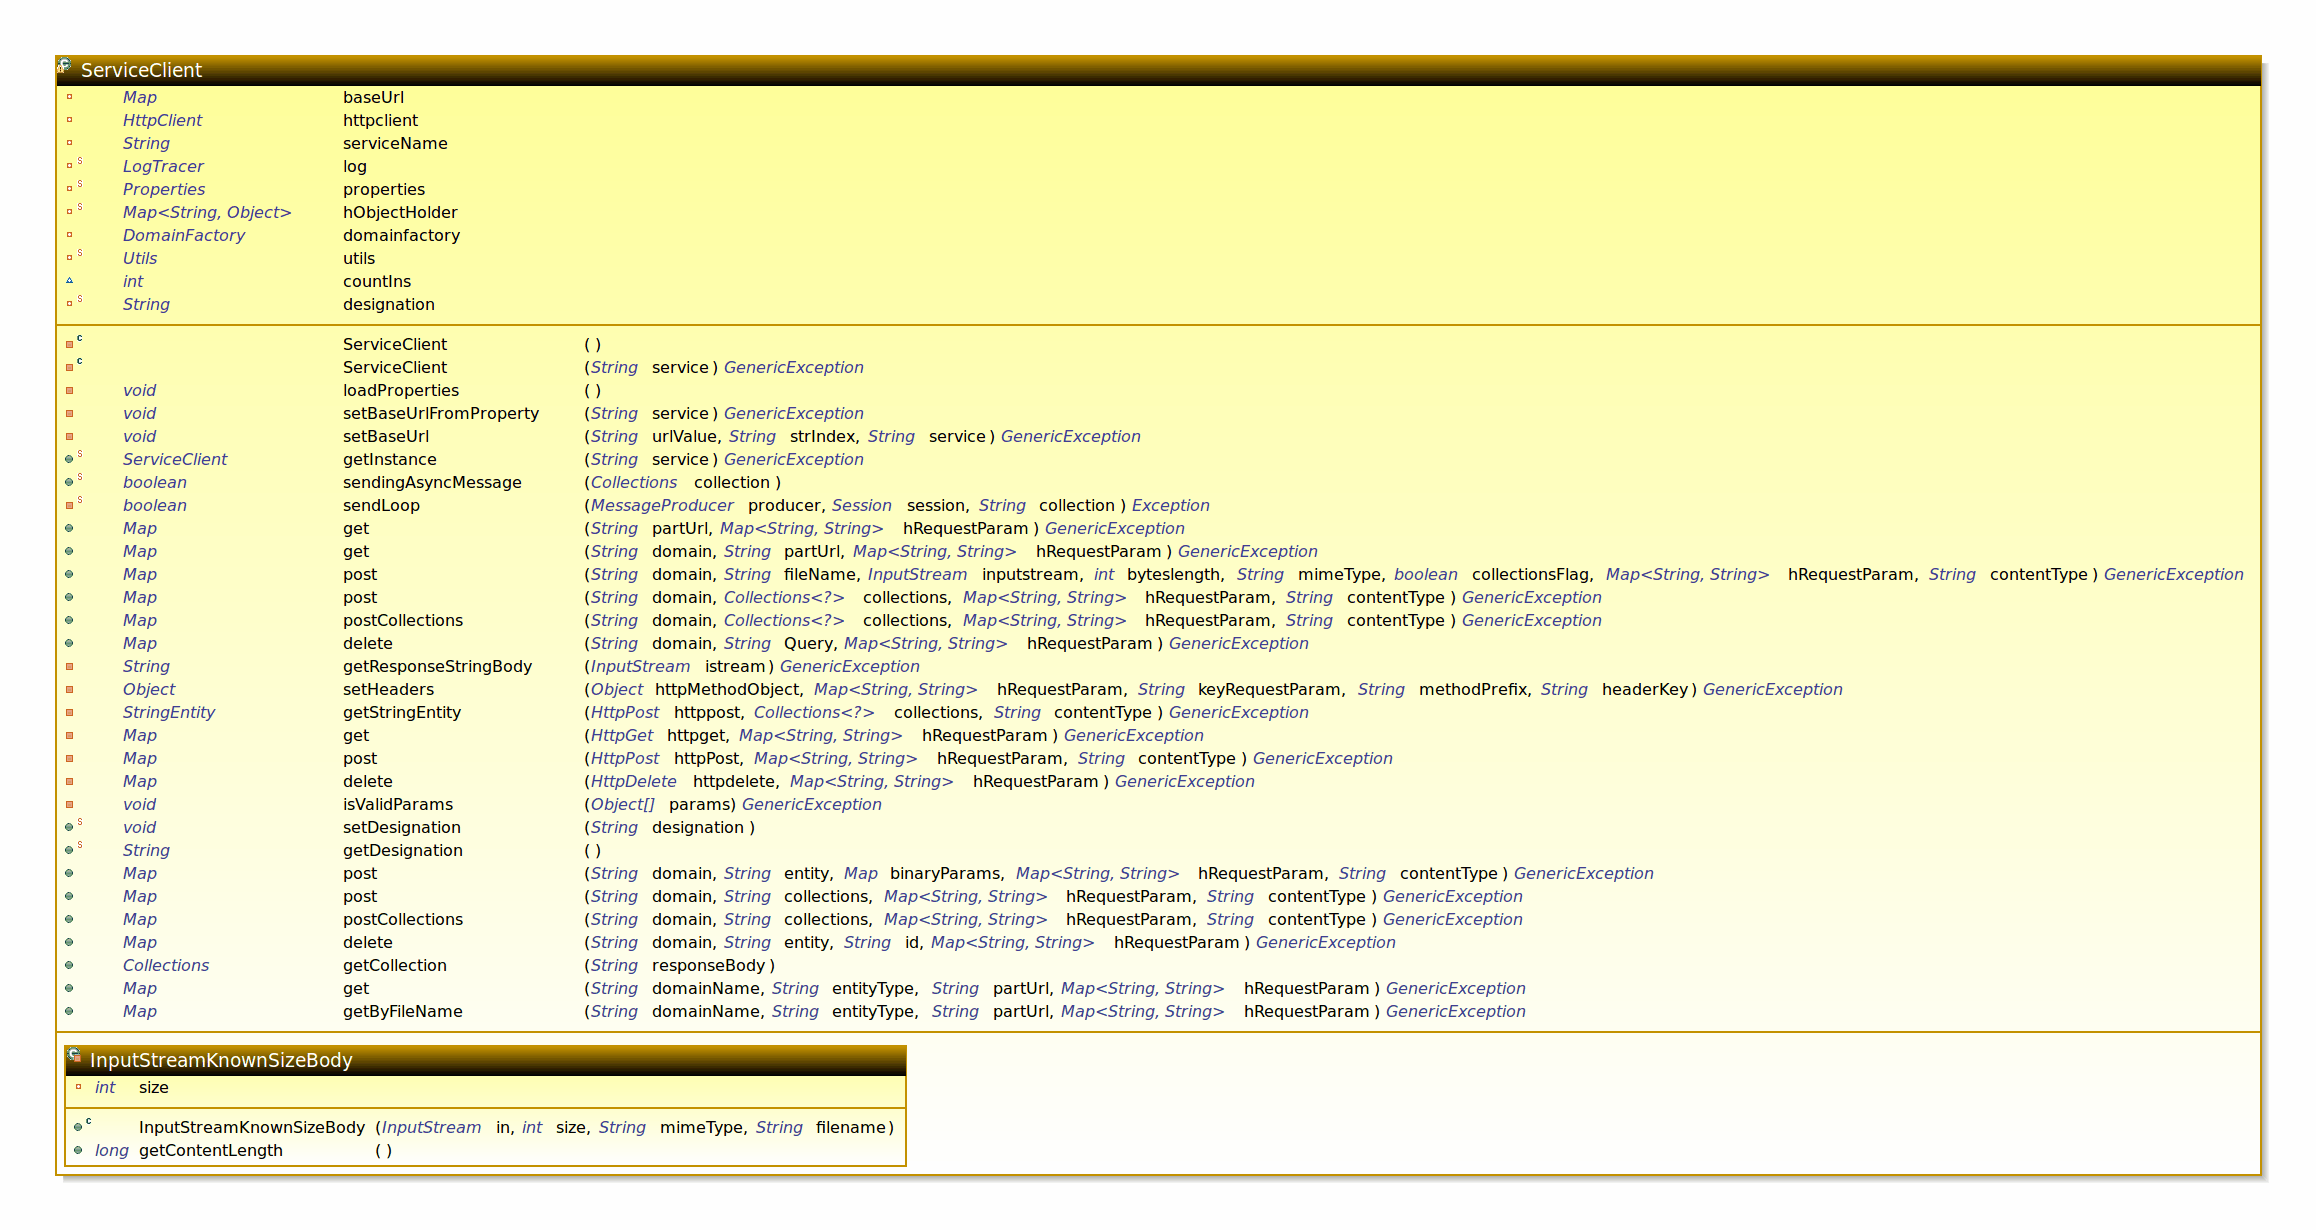 ServiceClient
Map baseUrl
HttpClient httpclient
String serviceName
S LogTracer log
S Properties properties
S Map<String, Object> hObjectHolder
DomainFactory domainfactory
S Utils utils
int countIns
S String designation
c ServiceClient ( )
c ServiceClient (String service) GenericException
void loadProperties ( )
void setBaseUrlFromProperty (String service) GenericException
void setBaseUrl (String urlValue, String strIndex, String service) GenericException
S ServiceClient getInstance (String service) GenericException
S boolean sendingAsyncMessage (Collections collection )
S boolean sendLoop (MessageProducer producer, Session session, String collection ) Exception
Map get (String partUrl, Map<String, String> hRequestParam ) GenericException
Map get (String domain, String partUrl, Map<String, String> hRequestParam ) GenericException
Map post (String domain, String fileName, InputStream inputstream, int byteslength, String mimeType, boolean collectionsFlag, Map<String, String> hRequestParam, String contentType ) GenericException
Map post (String domain, Collections<?> collections, Map<String, String> hRequestParam, String contentType ) GenericException
Map postCollections (String domain, Collections<?> collections, Map<String, String> hRequestParam, String contentType ) GenericException
Map delete (String domain, String Query, Map<String, String> hRequestParam ) GenericException
String getResponseStringBody (InputStream istream) GenericException
Object setHeaders (Object httpMethodObject, Map<String, String> hRequestParam, String keyRequestParam, String methodPrefix, String headerKey) GenericException
StringEntity getStringEntity (HttpPost httppost, Collections<?> collections, String contentType ) GenericException
Map get (HttpGet httpget, Map<String, String> hRequestParam ) GenericException
Map post (HttpPost httpPost, Map<String, String> hRequestParam, String contentType ) GenericException
Map delete (HttpDelete httpdelete, Map<String, String> hRequestParam ) GenericException
void isValidParams (Object[] params) GenericException
S void setDesignation (String designation )
S String getDesignation ( )
Map post (String domain, String entity, Map binaryParams, Map<String, String> hRequestParam, String contentType ) GenericException
Map post (String domain, String collections, Map<String, String> hRequestParam, String contentType ) GenericException
Map postCollections (String domain, String collections, Map<String, String> hRequestParam, String contentType ) GenericException
Map delete (String domain, String entity, String id, Map<String, String> hRequestParam ) GenericException
Collections getCollection (String responseBody )
Map get (String domainName, String entityType, String partUrl, Map<String, String> hRequestParam ) GenericException
Map getByFileName (String domainName, String entityType, String partUrl, Map<String, String> hRequestParam ) GenericException
InputStreamKnownSizeBody
int size
c InputStreamKnownSizeBody (InputStream in, int size, String mimeType, String filename )
long getContentLength ( )